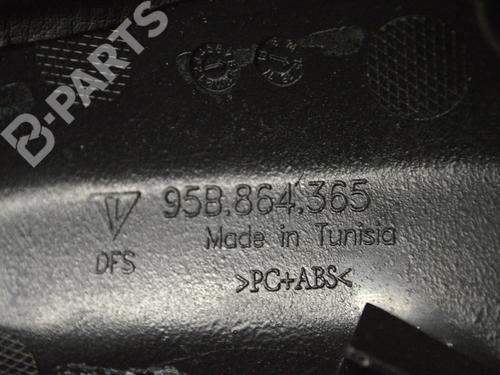 B-PARTS
95B.864.365
Made in Tunisia
DFS
>PC+ABS<